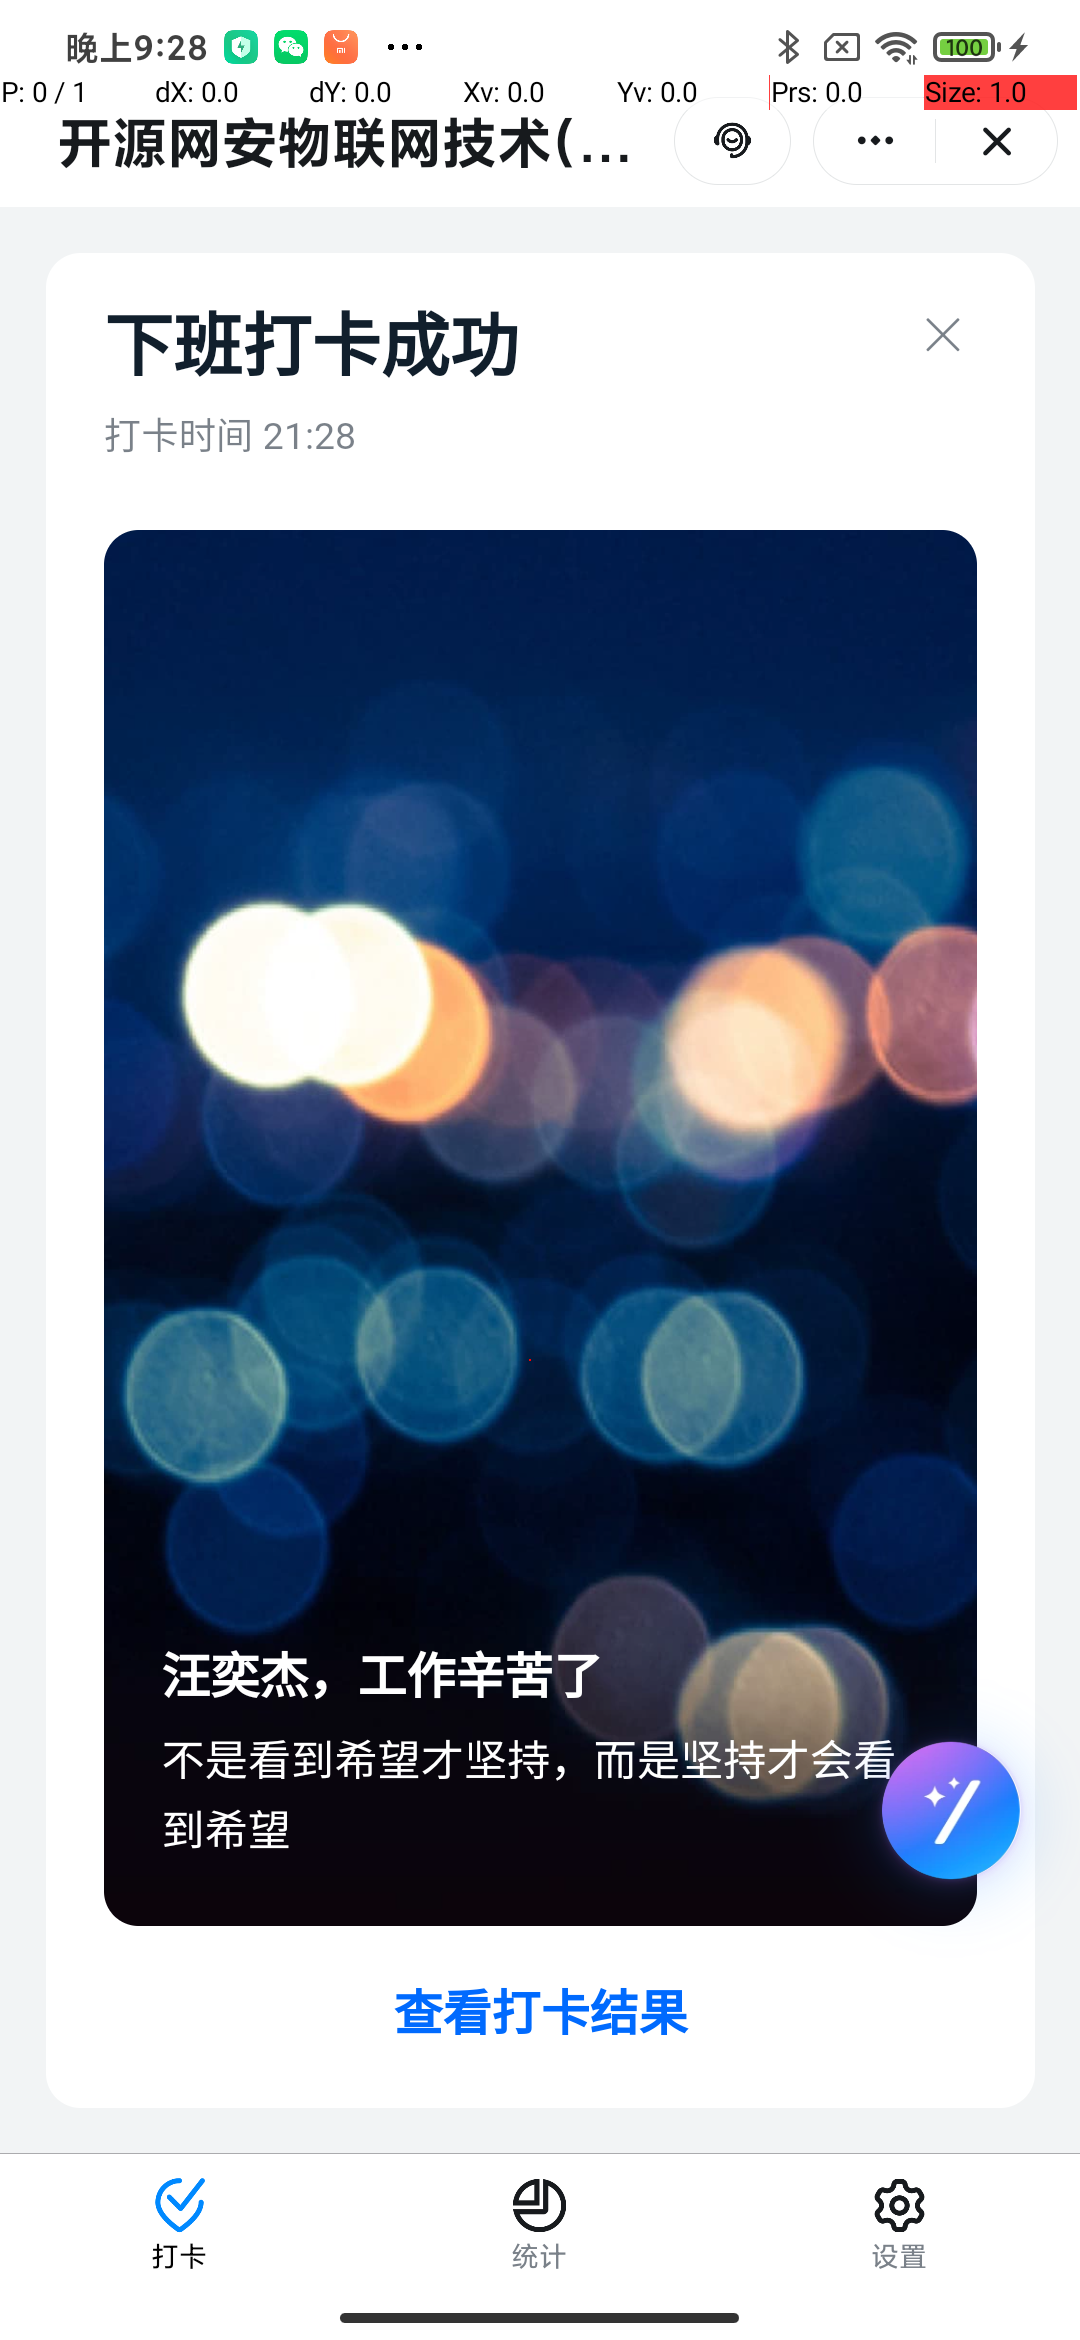 晚上9:28
100
P: 0 / 1 dX: 0.0 dY: 0.0 Xv: 0.0 Yv: 0.0 Prs: 0.0 Size: 1.0
开源网安物联网技术(...
下班打卡成功
打卡时间 21:28
汪奕杰，工作辛苦了
不是看到希望才坚持，而是坚持才会看
到希望
查看打卡结果
打卡 统计 设置